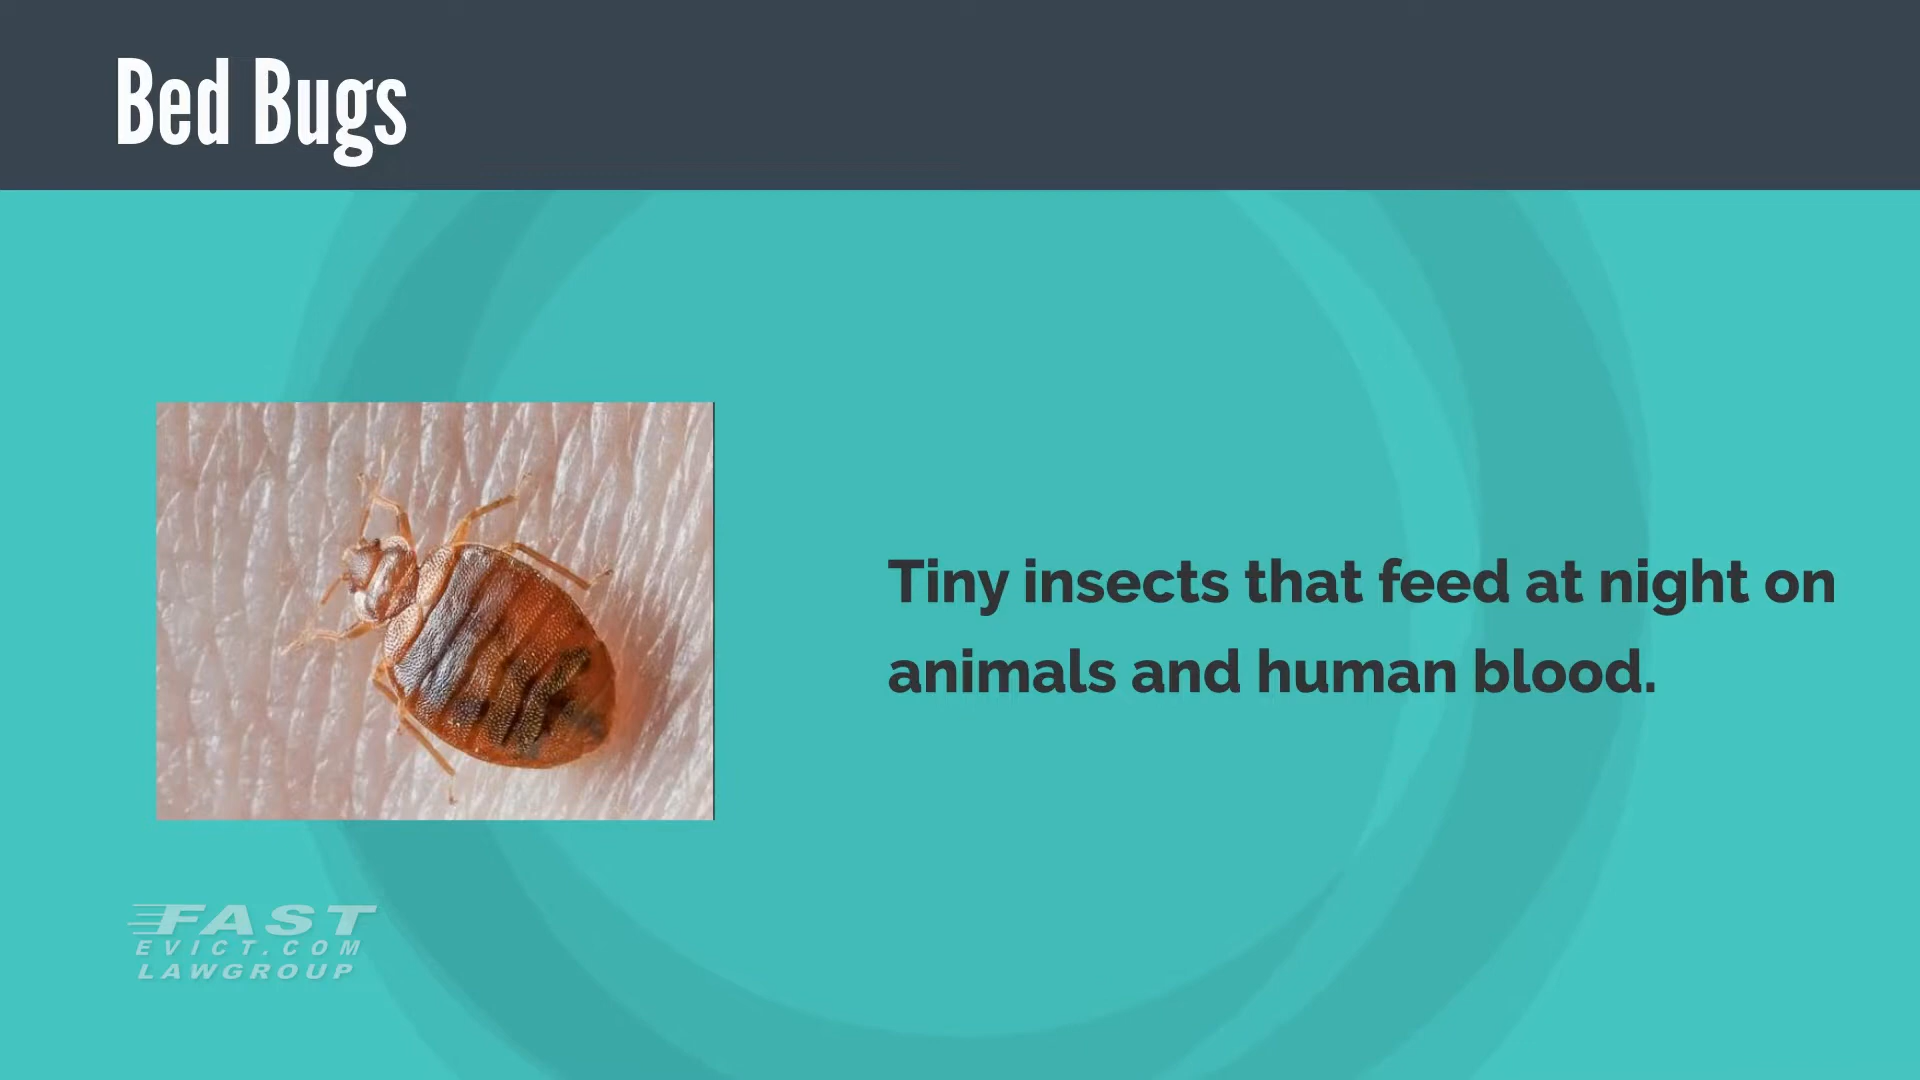 Bed Bugs
Tiny insects that feed at night on
animals and human blood.
FAST
EVICT.COM
LAWGROUP